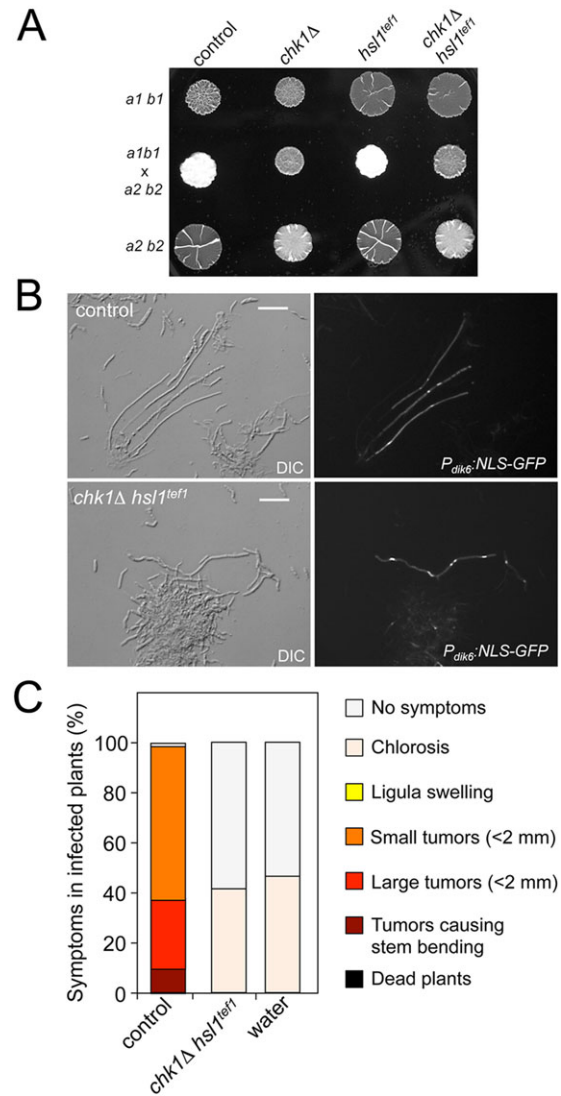 A
control
chk1Δ
hsl1tef1
chk1Δ
hsl1tef1
a1 b1
a1b1
x
a2 b2
a2 b2
B
control
DIC
Pdik6:NLS-GFP
chk1Δ hsl1tef1
DIC
Pdik6:NLS-GFP
C
Symptoms in infected plants (%)
100
80
60
40
20
0
control
chk1Δ hsl1tef1
water
No symptoms
Chlorosis
Ligula swelling
Small tumors (<2 mm)
Large tumors (<2 mm)
Tumors causing
stem bending
Dead plants